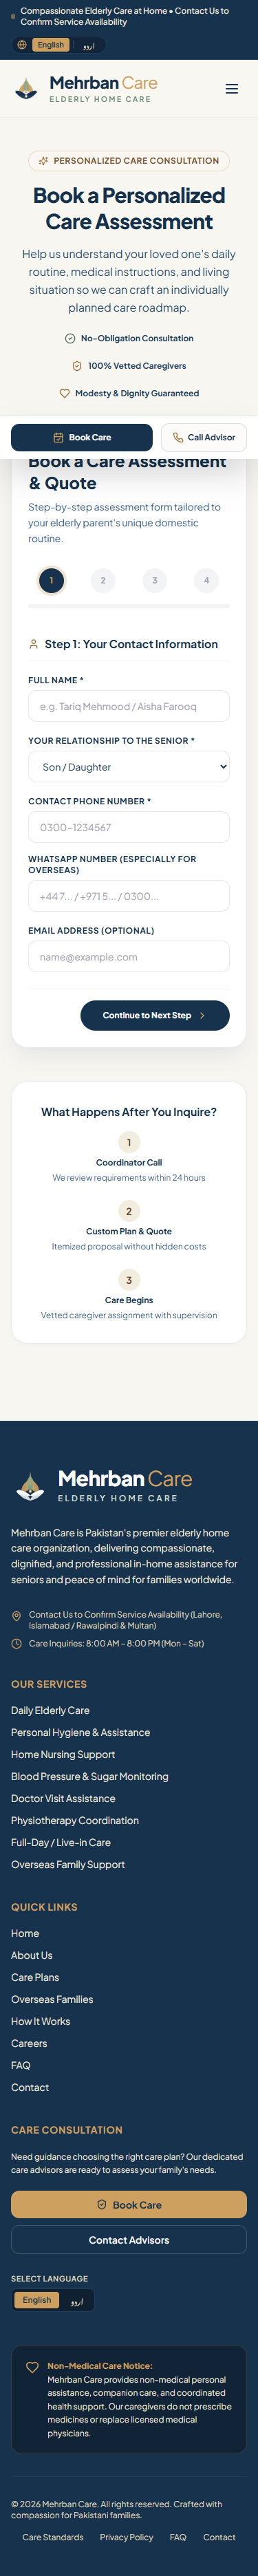 Compassionate Elderly Care at Home • Contact Us to
Confirm Service Availability
English
اردو
Mehrban Care
ELDERLY HOME CARE
PERSONALIZED CARE CONSULTATION
Book a Personalized
Care Assessment
Help us understand your loved one's daily
routine, medical instructions, and living
situation so we can craft an individually
planned care roadmap.
No-Obligation Consultation
100% Vetted Caregivers
Modesty & Dignity Guaranteed
Book Care
Call Advisor
Book a Care Assessment
& Quote
Step-by-step assessment form tailored to
your elderly parent's unique domestic
routine.
1
2
3
4
Step 1: Your Contact Information
FULL NAME *
e.g. Tariq Mehmood / Aisha Farooq
YOUR RELATIONSHIP TO THE SENIOR *
Son / Daughter
CONTACT PHONE NUMBER *
0300-1234567
WHATSAPP NUMBER (ESPECIALLY FOR
OVERSEAS)
+44 7... / +971 5... / 0300...
EMAIL ADDRESS (OPTIONAL)
name@example.com
Continue to Next Step
What Happens After You Inquire?
1
Coordinator Call
We review requirements within 24 hours
2
Custom Plan & Quote
Itemized proposal without hidden costs
3
Care Begins
Vetted caregiver assignment with supervision
Mehrban Care
ELDERLY HOME CARE
Mehrban Care is Pakistan's premier elderly home
care organization, delivering compassionate,
dignified, and professional in-home assistance for
seniors and peace of mind for families worldwide.
Contact Us to Confirm Service Availability (Lahore,
Islamabad / Rawalpindi & Multan)
Care Inquiries: 8:00 AM – 8:00 PM (Mon – Sat)
OUR SERVICES
Daily Elderly Care
Personal Hygiene & Assistance
Home Nursing Support
Blood Pressure & Sugar Monitoring
Doctor Visit Assistance
Physiotherapy Coordination
Full-Day / Live-in Care
Overseas Family Support
QUICK LINKS
Home
About Us
Care Plans
Overseas Families
How It Works
Careers
FAQ
Contact
CARE CONSULTATION
Need guidance choosing the right care plan? Our dedicated
care advisors are ready to assess your family's needs.
Book Care
Contact Advisors
SELECT LANGUAGE
English
اردو
Non-Medical Care Notice:
Mehrban Care provides non-medical personal
assistance, companion care, and coordinated
health support. Our caregivers do not prescribe
medicines or replace licensed medical
physicians.
© 2026 Mehrban Care. All rights reserved. Crafted with
compassion for Pakistani families.
Care Standards
Privacy Policy
FAQ
Contact